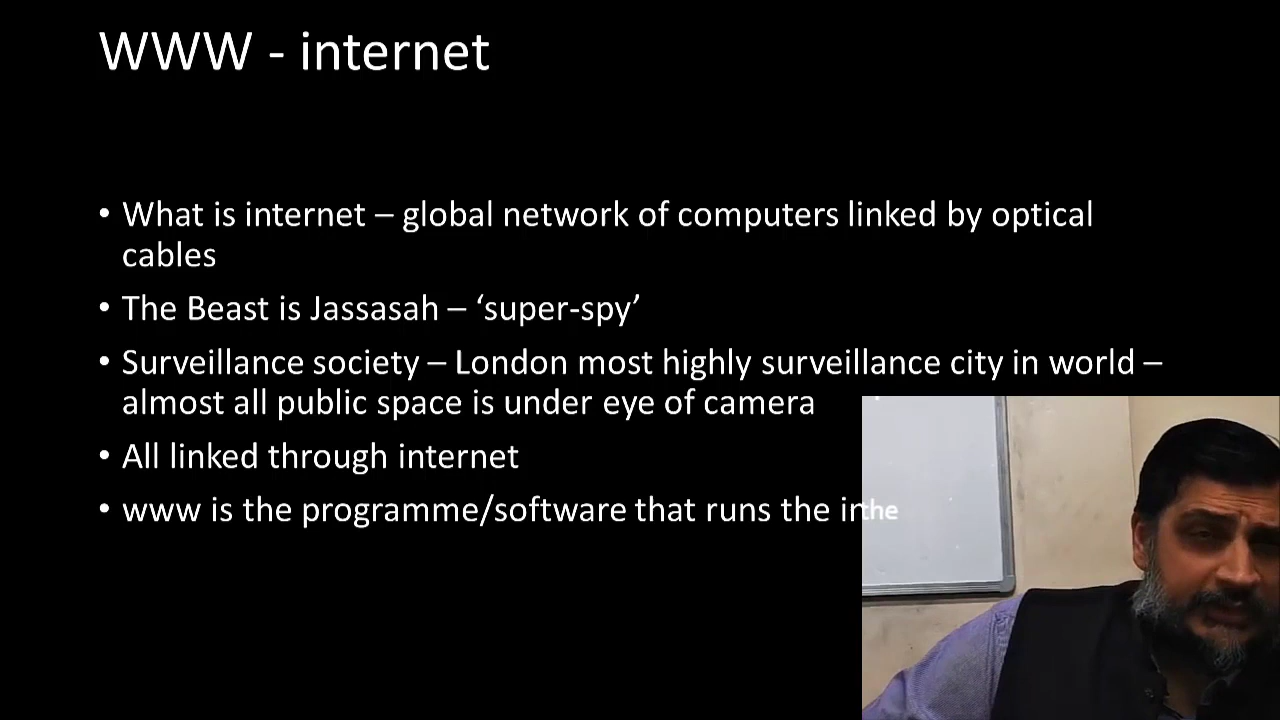 WWW - internet
• What is internet – global network of computers linked by optical
cables
• The Beast is Jassasah – ‘super-spy’
• Surveillance society – London most highly surveillance city in world –
almost all public space is under eye of camera
• All linked through internet
• www is the programme/software that runs the
the